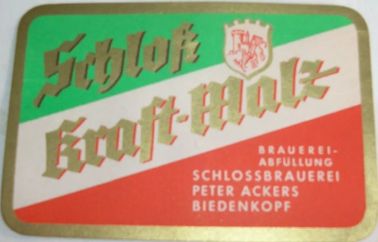 Schloß
Kraft-Malz
BRAUEREI-
ABFÜLLUNG
SCHLOSSBRAUEREI
PETER ACKERS
BIEDENKOPF